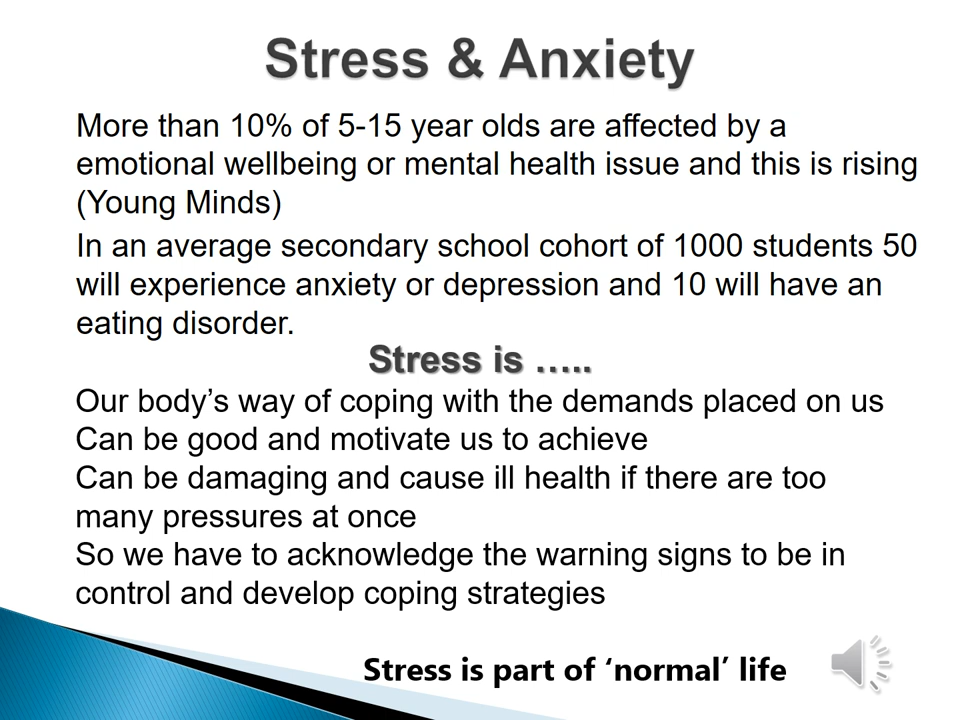 Stress & Anxiety
More than 10% of 5-15 year olds are affected by a
emotional wellbeing or mental health issue and this is rising
(Young Minds)
In an average secondary school cohort of 1000 students 50
will experience anxiety or depression and 10 will have an
eating disorder.
Stress is …..
Our body’s way of coping with the demands placed on us
Can be good and motivate us to achieve
Can be damaging and cause ill health if there are too
many pressures at once
So we have to acknowledge the warning signs to be in
control and develop coping strategies
Stress is part of ‘normal’ life